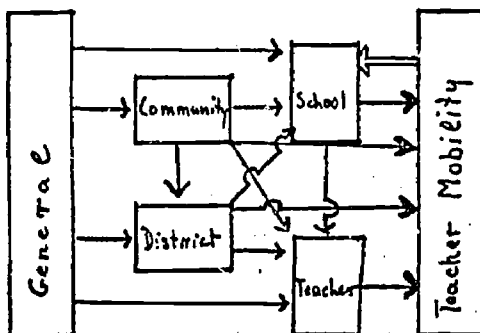 General
Community
School
District
Teacher
Teacher Mobility